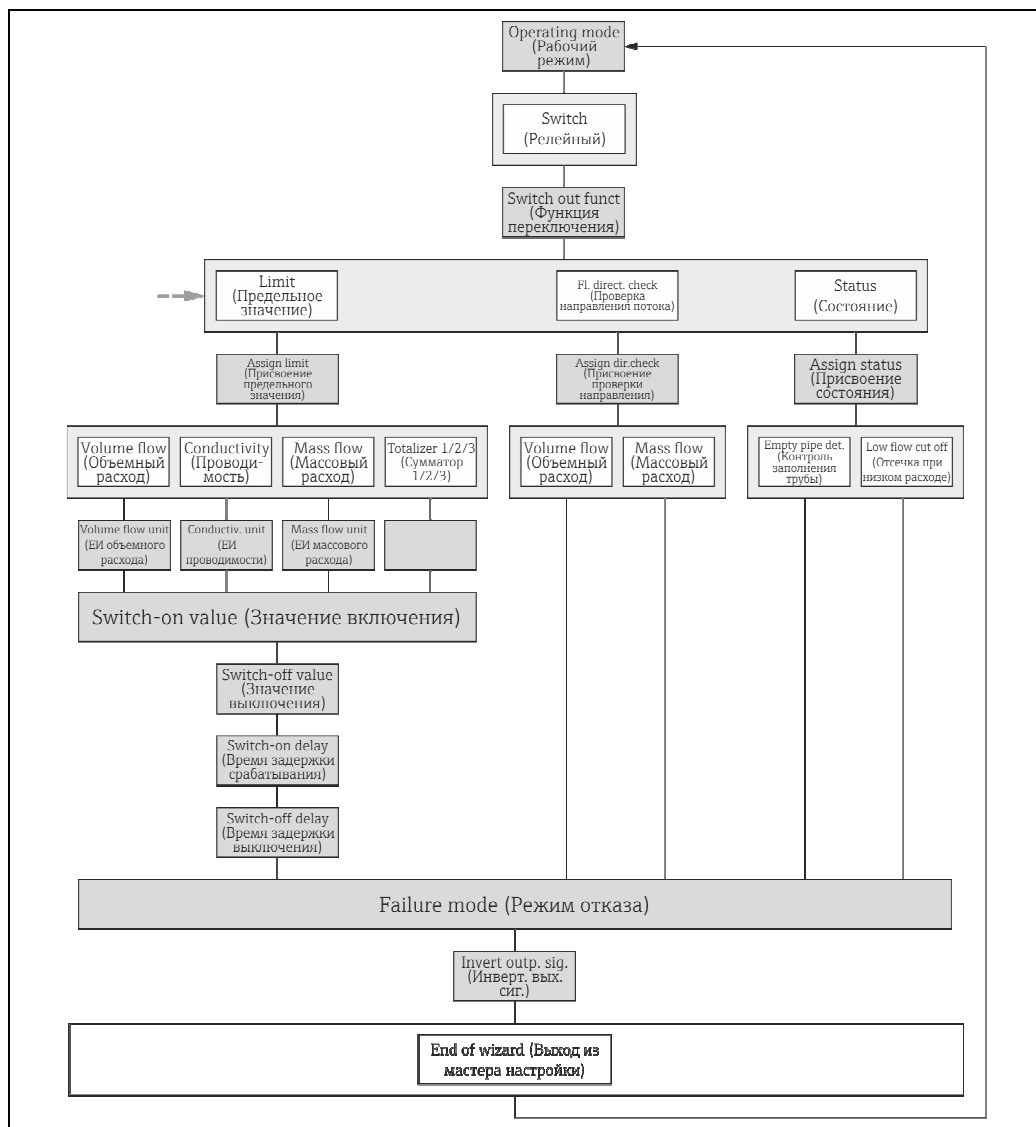 Operating mode
(Рабочий
режим)
Switch
(Релейный)
Switch out funct
(Функция
переключения)
Limit
(Предельное
значение)
Fl. direct. check
(Проверка
направления потока)
Status
(Состояние)
Assign limit
(Присвоение
предельного
значения)
Assign dir.check
(Присвоение
проверки
направления)
Assign status
(Присвоение
состояния)
Volume flow
(Объемный
расход)
Conductivity
(Проводи-
мость)
Mass flow
(Массовый
расход)
Totalizer 1/2/3
(Сумматор
1/2/3)
Volume flow
(Объемный
расход)
Mass flow
(Массовый
расход)
Empty pipe det.
(Контроль
заполнения
трубы)
Low flow cut off
(Отсечка при
низком расходе)
Volume flow unit
(ЕИ объемного
расхода)
Conductiv. unit
(ЕИ
проводимости)
Mass flow unit
(ЕИ массового
расхода)
Switch-on value (Значение включения)
Switch-off value
(Значение
выключения)
Switch-on delay
(Время задержки
срабатывания)
Switch-off delay
(Время задержки
выключения)
Failure mode (Режим отказа)
Invert outp. sig.
(Инверт. вых.
сиг.)
End of wizard (Выход из
мастера настройки)